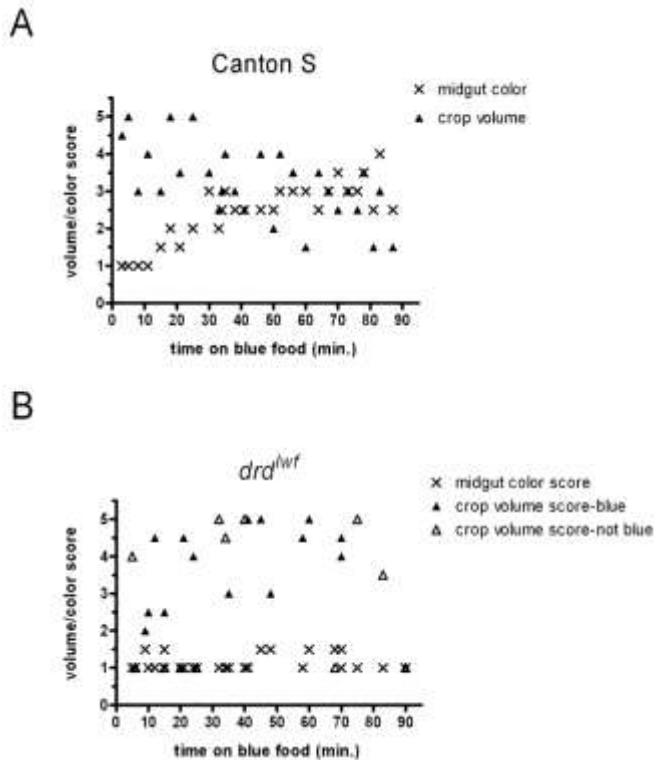 A
Canton S
midgut color
crop volume
volume/color score
5
4
3
2
1
0
0 10 20 30 40 50 60 70 80 90
time on blue food (min.)
B
drd^lwf
midgut color score
crop volume score-blue
crop volume score-not blue
volume/color score
5
4
3
2
1
0
0 10 20 30 40 50 60 70 80 90
time on blue food (min.)